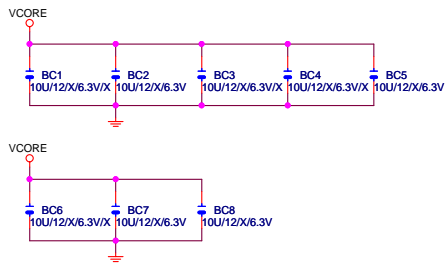 VCORE
BC1 BC2 BC3 BC4 BC5
10U/12/X/6.3V/X 10U/12/X/6.3V 10U/12/X/6.3V/X 10U/12/X/6.3V/X 10U/12/X/6.3V
VCORE
BC6 BC7 BC8
10U/12/X/6.3V/X 10U/12/X/6.3V 10U/12/X/6.3V